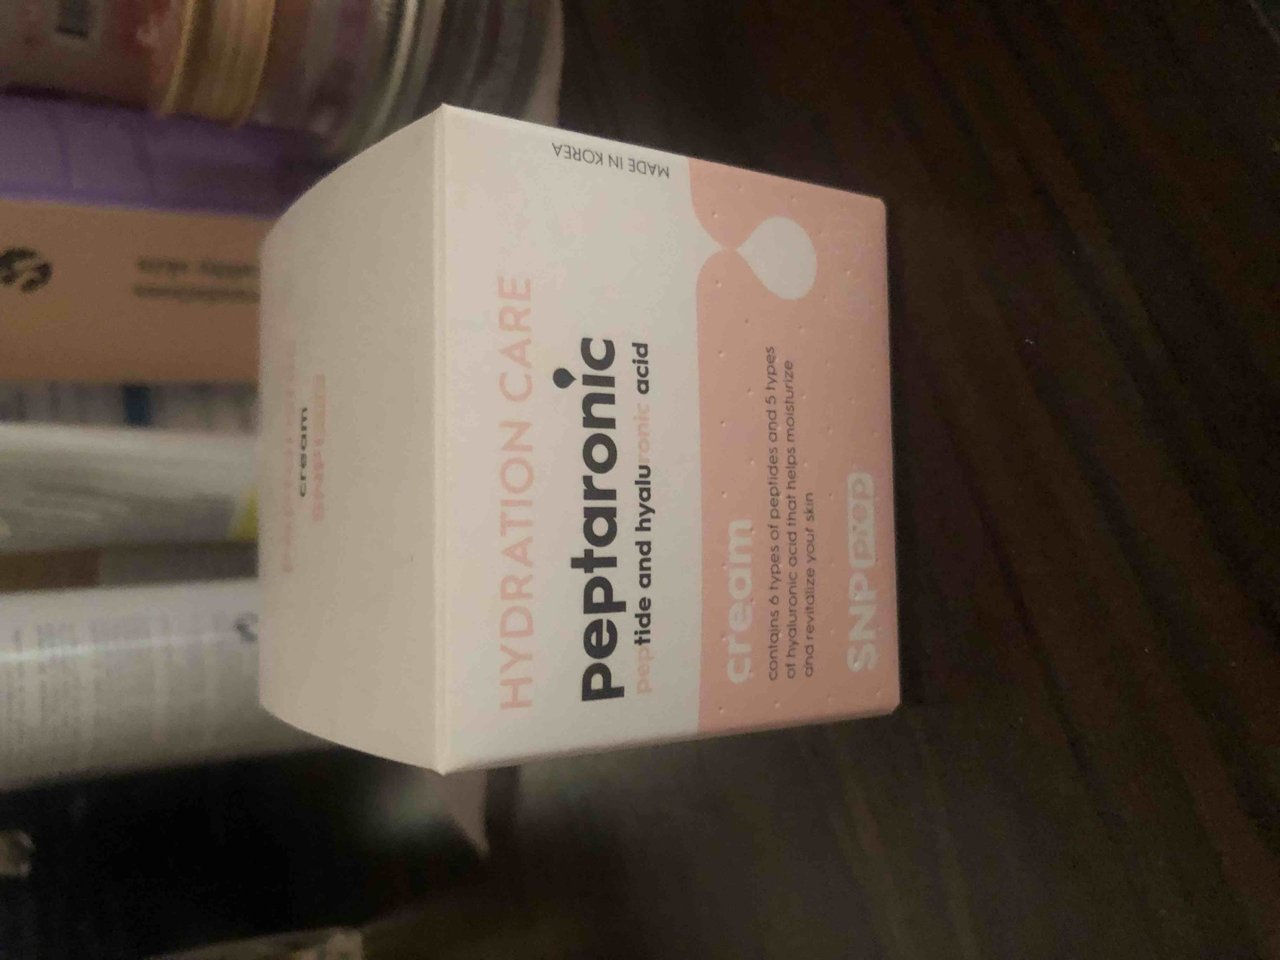 cream
HYDRATION CARE
peptaronic
peptide and hyaluronic acid
MADE IN KOREA
cream
contains 6 types of peptides and 5 types
of hyaluronic acid that helps moisturize
and revitalize your skin
SNP prep